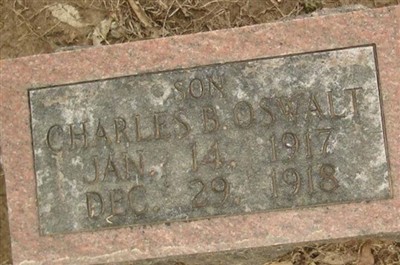 SON
CHARLES B. OSWALT
JAN. 14. 1917
DEC. 29. 1918